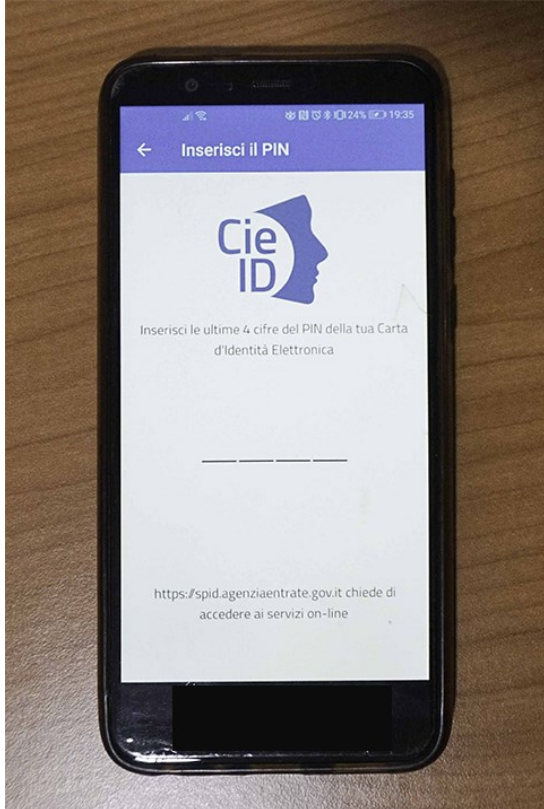 24% 19:35
Inserisci il PIN
Cie
ID
Inserisci le ultime 4 cifre del PIN della tua Carta
d'Identità Elettronica
https://spid.agenziaentrate.gov.it chiede di
accedere ai servizi on-line